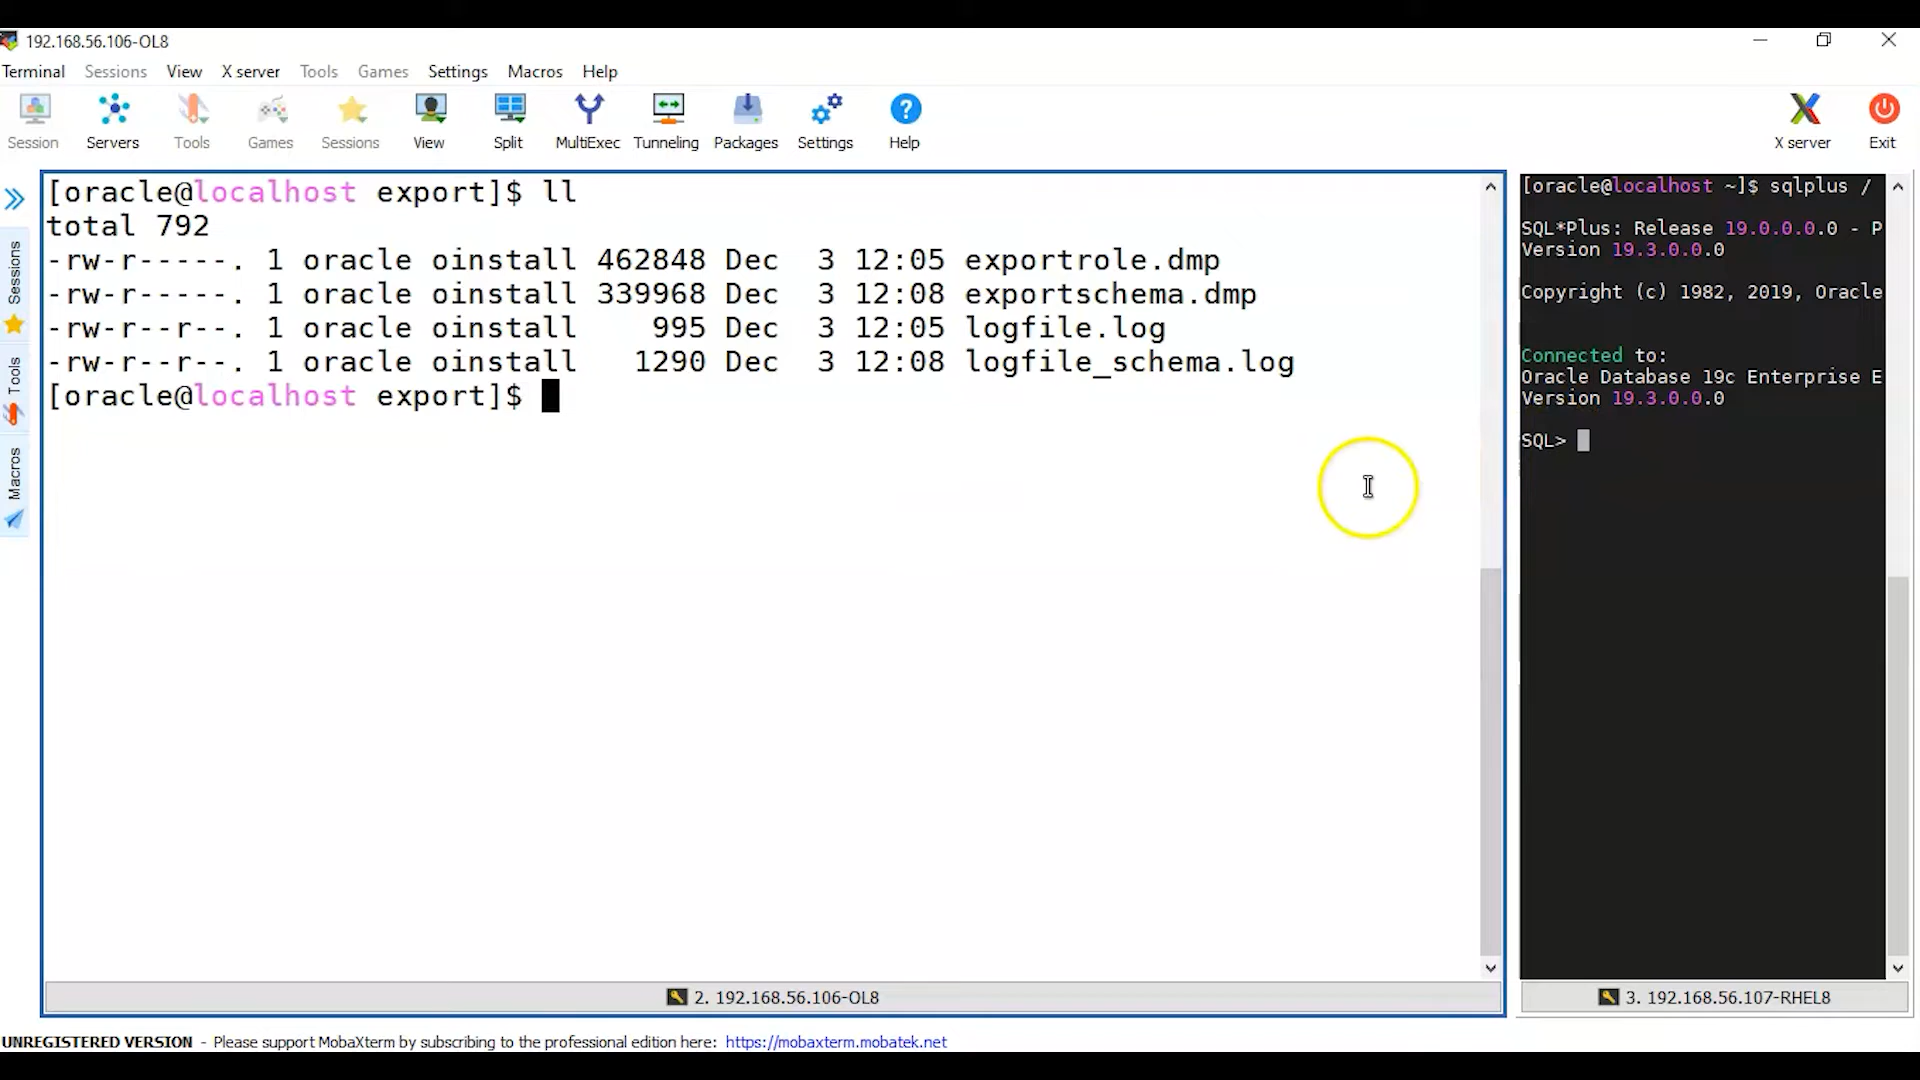 192.168.56.106-OL8
Terminal Sessions View X server Tools Games Settings Macros Help
Session Servers Tools Games Sessions View Split MultiExec Tunneling Packages Settings Help X server Exit
Sessions
Tools
Macros
[oracle@localhost export]$ ll
total 792
-rw-r-----. 1 oracle oinstall 462848 Dec  3 12:05 exportrole.dmp
-rw-r-----. 1 oracle oinstall 339968 Dec  3 12:08 exportschema.dmp
-rw-r--r--. 1 oracle oinstall    995 Dec  3 12:05 logfile.log
-rw-r--r--. 1 oracle oinstall   1290 Dec  3 12:08 logfile_schema.log
[oracle@localhost export]$
2. 192.168.56.106-OL8
[oracle@localhost ~]$ sqlplus /
SQL*Plus: Release 19.0.0.0.0 - P
Version 19.3.0.0.0
Copyright (c) 1982, 2019, Oracle
Connected to:
Oracle Database 19c Enterprise E
Version 19.3.0.0.0
SQL>
3. 192.168.56.107-RHEL8
UNREGISTERED VERSION - Please support MobaXterm by subscribing to the professional edition here: https://mobaxterm.mobatek.net